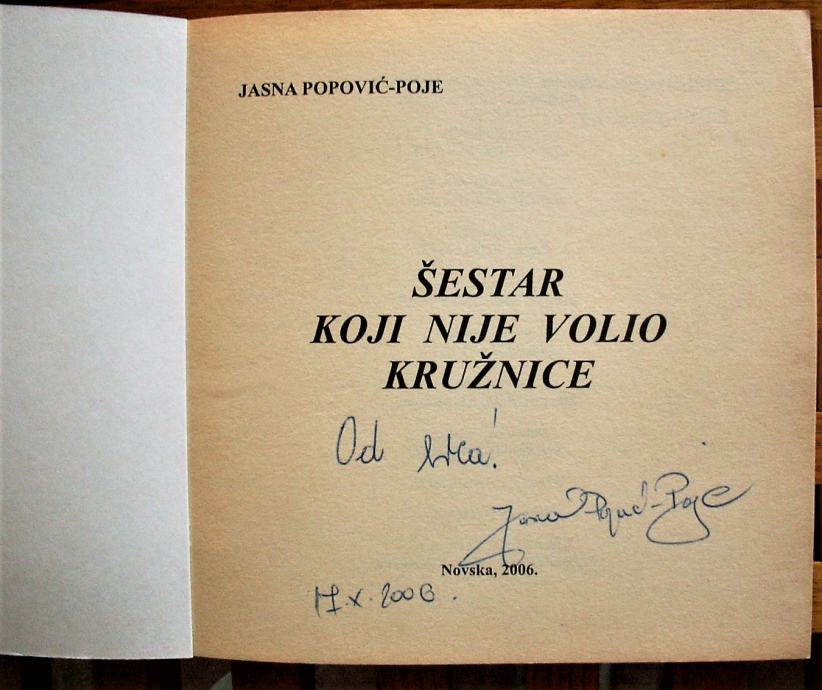 JASNA POPOVIĆ-POJE
ŠESTAR
KOJI NIJE VOLIO
KRUŽNICE
Od srca!
Jasna Popović-Poje
Novska, 2006.
17.X.2006.